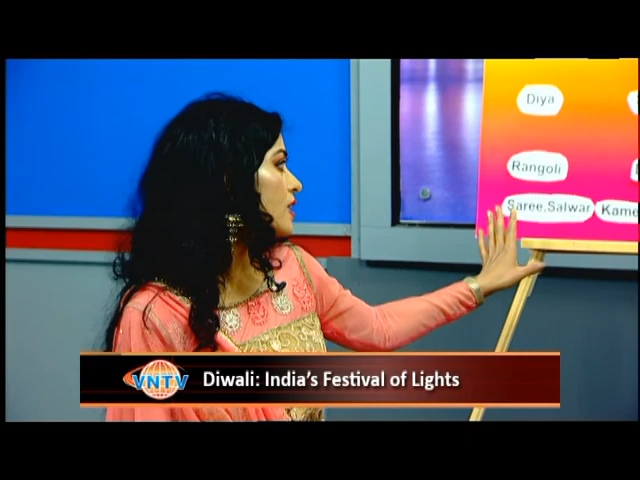 Diya
Rangoli
Saree,Salwar
Kame
VNTV
Diwali: India's Festival of Lights